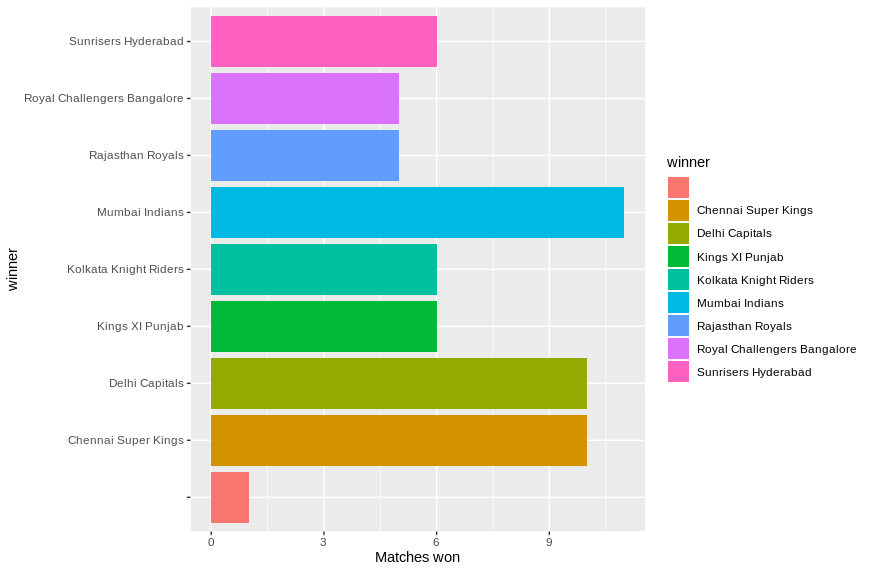 Sunrisers Hyderabad
Royal Challengers Bangalore
Rajasthan Royals
Mumbai Indians
Kolkata Knight Riders
Kings XI Punjab
Delhi Capitals
Chennai Super Kings
winner
0 3 6 9
Matches won
winner
Chennai Super Kings
Delhi Capitals
Kings XI Punjab
Kolkata Knight Riders
Mumbai Indians
Rajasthan Royals
Royal Challengers Bangalore
Sunrisers Hyderabad